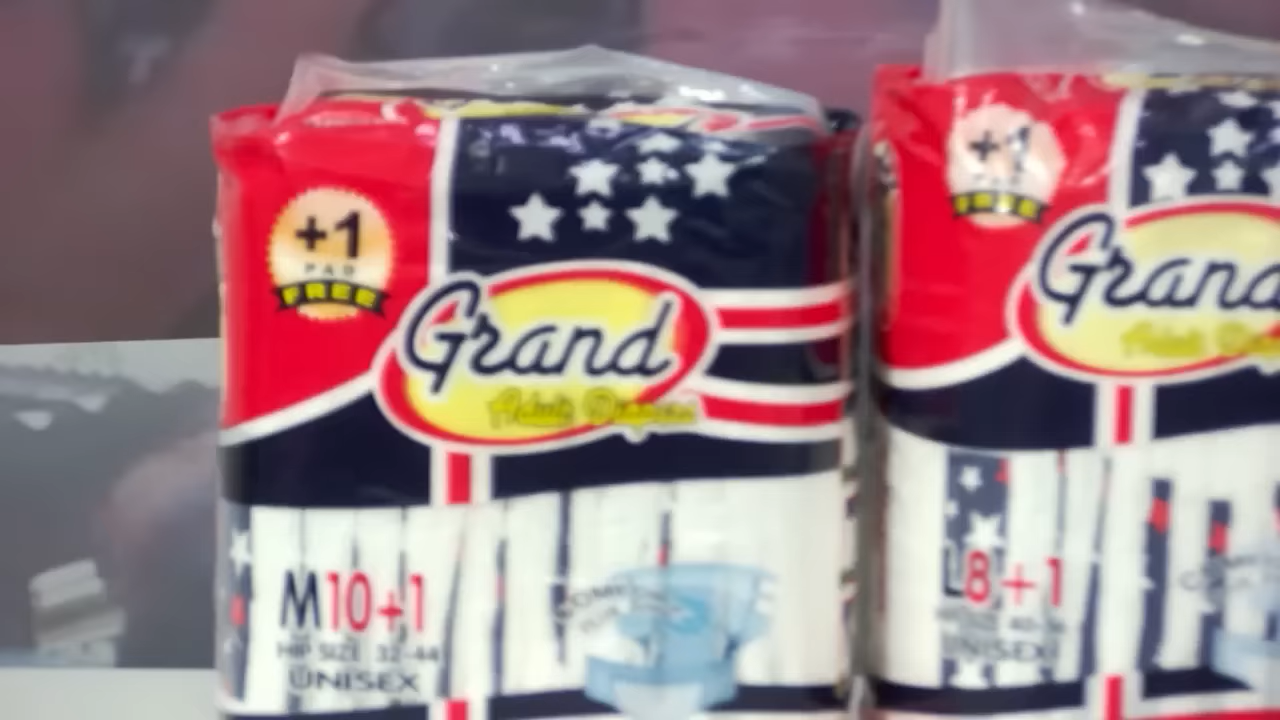 +1
PAD
FREE
Grand
Adult Diapers
M10+1
HIP SIZE 32-44
UNISEX
+1
FREE
Grand
Adult
L8+1
UNISEX